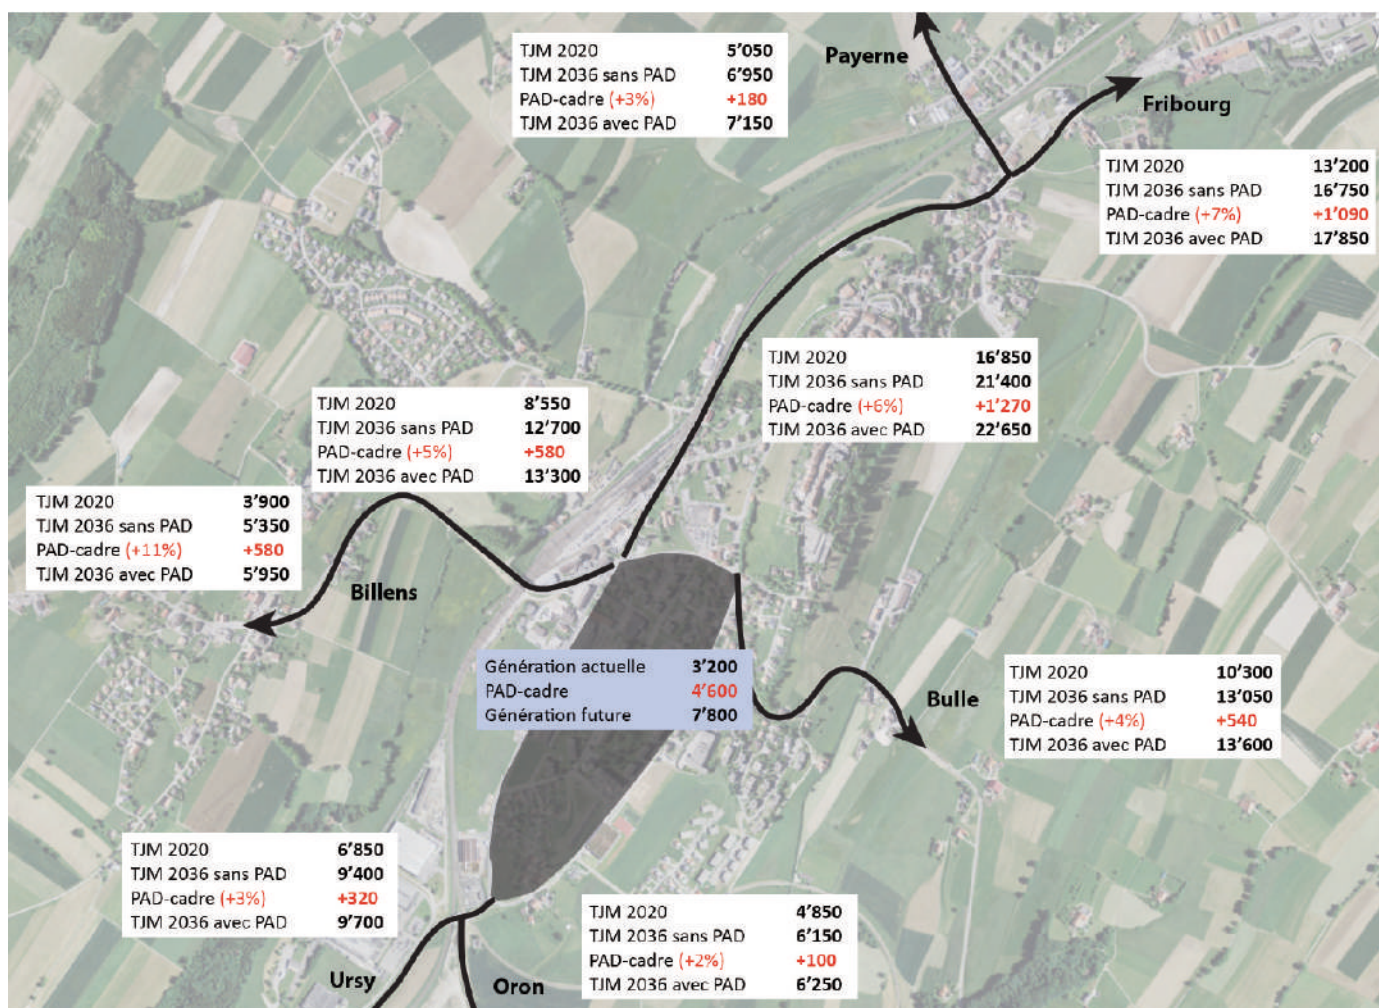 TJM 2020 5'050
TJM 2036 sans PAD 6'950
PAD-cadre (+3%) +180
TJM 2036 avec PAD 7'150
Payerne
Fribourg
TJM 2020 13'200
TJM 2036 sans PAD 16'750
PAD-cadre (+7%) +1'090
TJM 2036 avec PAD 17'850
TJM 2020 16'850
TJM 2036 sans PAD 21'400
PAD-cadre (+6%) +1'270
TJM 2036 avec PAD 22'650
TJM 2020 8'550
TJM 2036 sans PAD 12'700
PAD-cadre (+5%) +580
TJM 2036 avec PAD 13'300
TJM 2020 3'900
TJM 2036 sans PAD 5'350
PAD-cadre (+11%) +580
TJM 2036 avec PAD 5'950
Billens
Génération actuelle 3'200
PAD-cadre 4'600
Génération future 7'800
Bulle
TJM 2020 10'300
TJM 2036 sans PAD 13'050
PAD-cadre (+4%) +540
TJM 2036 avec PAD 13'600
TJM 2020 6'850
TJM 2036 sans PAD 9'400
PAD-cadre (+3%) +320
TJM 2036 avec PAD 9'700
TJM 2020 4'850
TJM 2036 sans PAD 6'150
PAD-cadre (+2%) +100
TJM 2036 avec PAD 6'250
Ursy
Oron